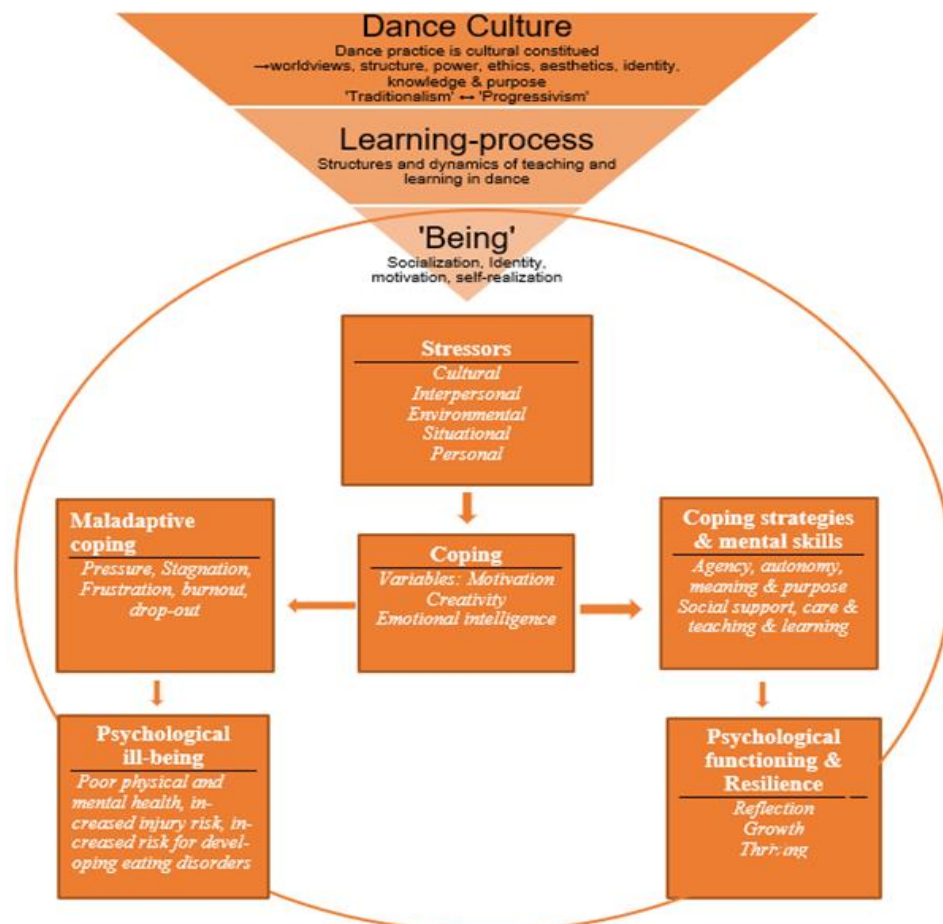 Dance Culture
Dance practice is cultural constitued
→worldviews, structure, power, ethics, aesthetics, identity,
knowledge & purpose
'Traditionalism' ↔ 'Progressivism'
Learning-process
Structures and dynamics of teaching and
learning in dance
'Being'
Socialization, Identity,
motivation, self-realization
Stressors
Cultural
Interpersonal
Environmental
Situational
Personal
Maladaptive
coping
Pressure, Stagnation,
Frustration, burnout,
drop-out
Coping
Variables: Motivation
Creativity
Emotional intelligence
Coping strategies
& mental skills
Agency, autonomy,
meaning & purpose
Social support, care &
teaching & learning
Psychological
ill-being
Poor physical and
mental health, in-
creased injury risk, in-
creased risk for devel-
oping eating disorders
Psychological
functioning &
Resilience
Reflection
Growth
Thriving